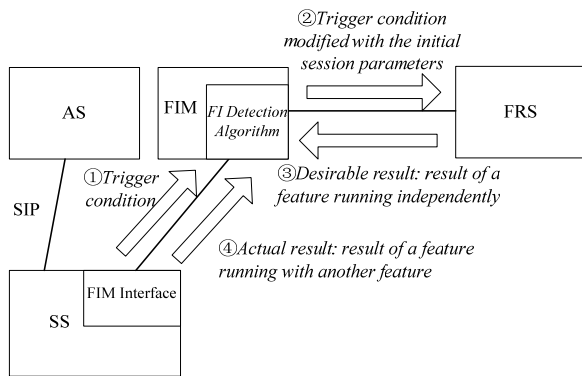 ②Trigger condition
modified with the initial
session parameters
AS
FIM
FI Detection
Algorithm
FRS
①Trigger
condition
③Desirable result: result of a
feature running independently
SIP
④Actual result: result of a feature
running with another feature
FIM Interface
SS